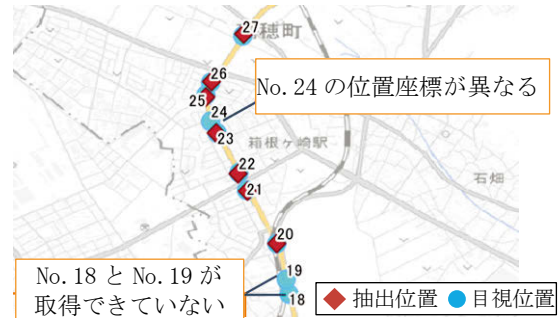 27
穂町
26
No.24 の位置座標が異なる
25
24
23
箱根ヶ崎駅
22
石畑
21
20
No.18 と No.19 が
取得できていない
19
18
抽出位置 目視位置